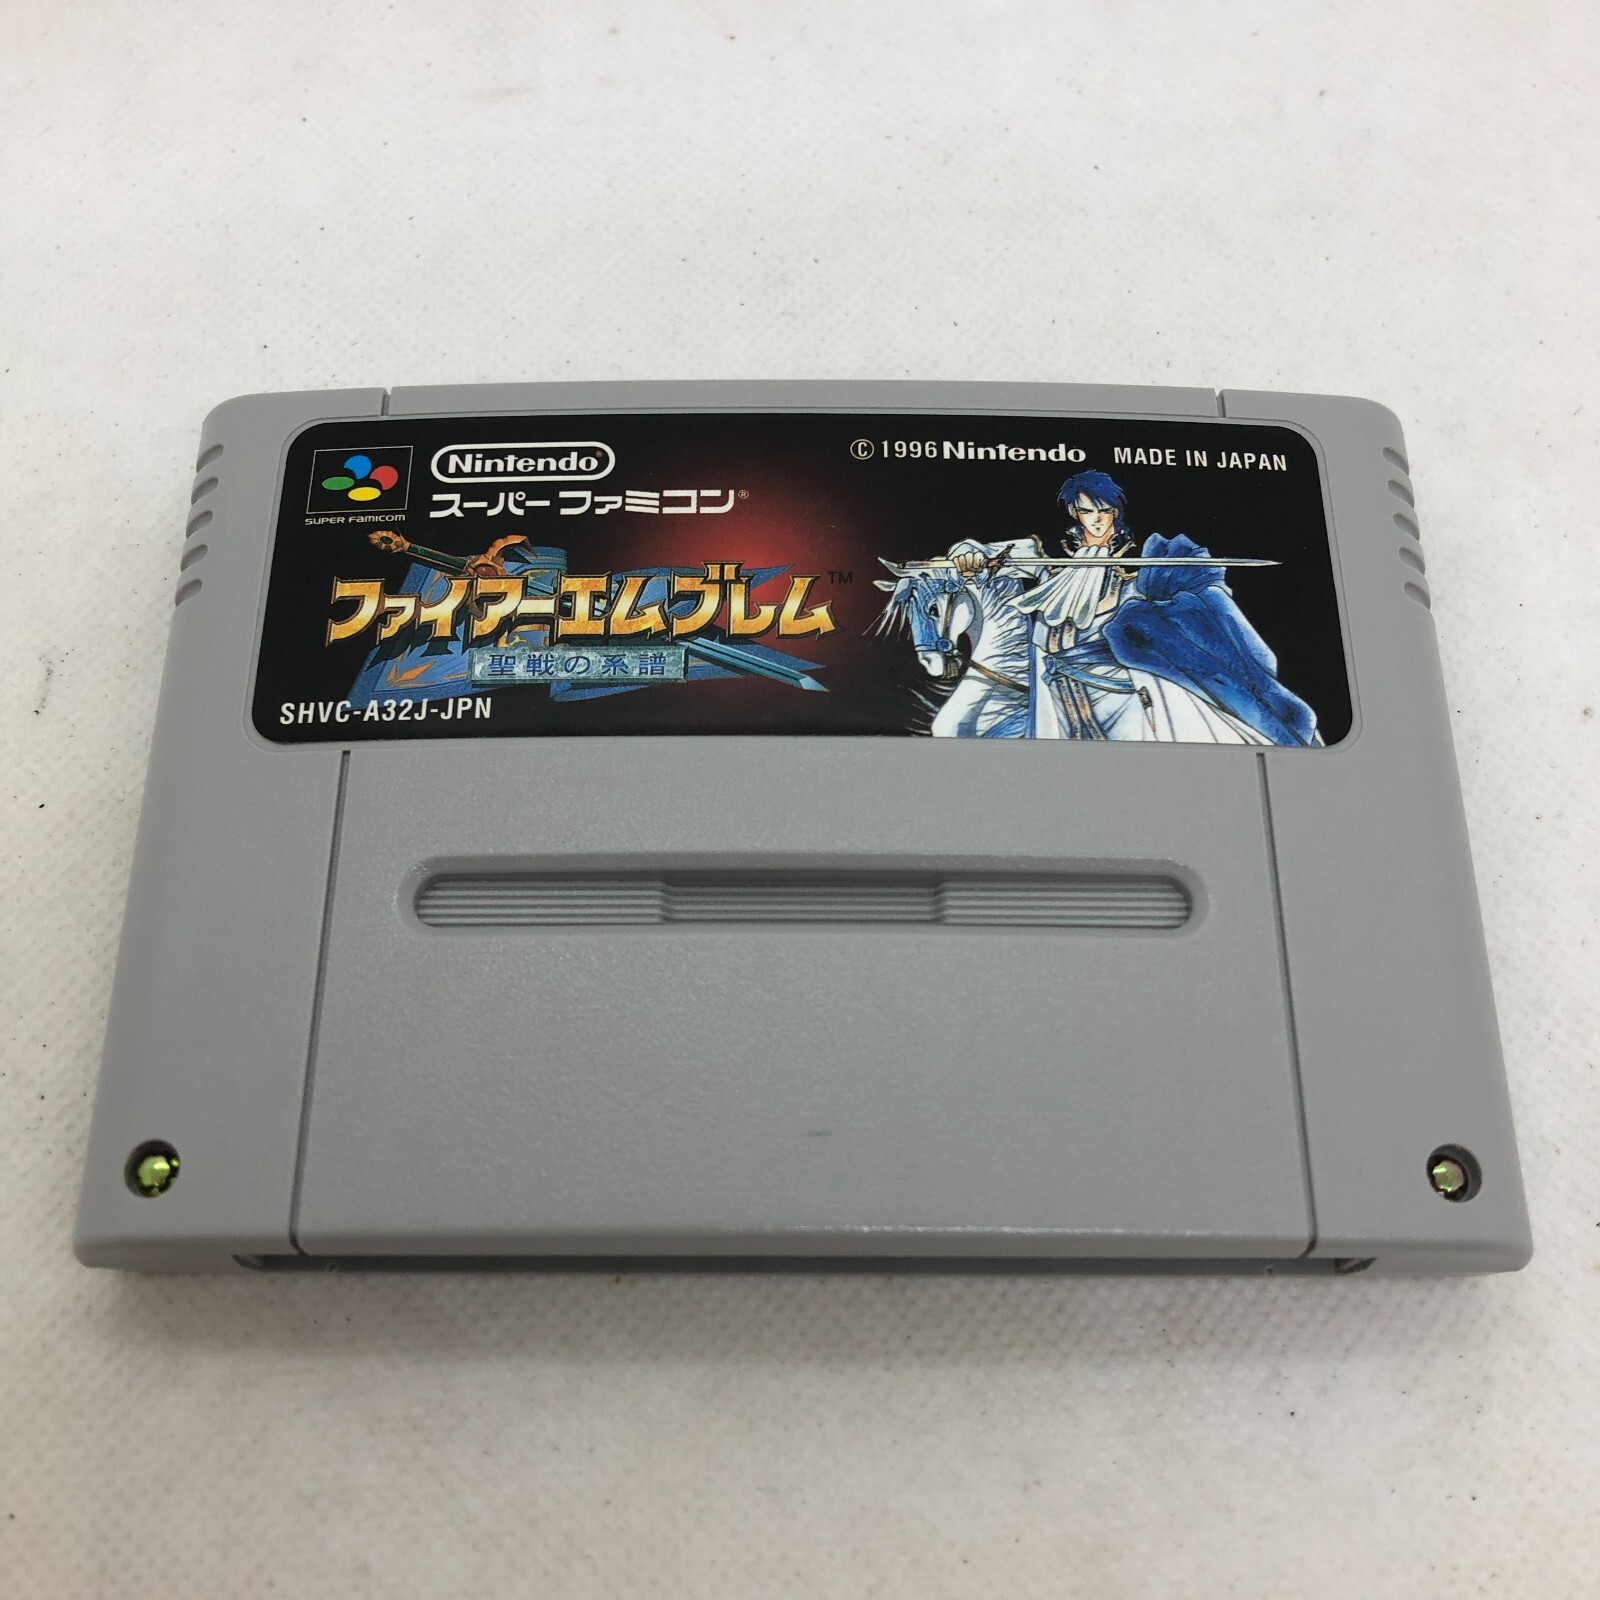 Nintendo®
スーパーファミコン®
SUPER FAMICOM
© 1996 Nintendo MADE IN JAPAN
ファイアーエムブレム™
聖戦の系譜
SHVC-A32J-JPN